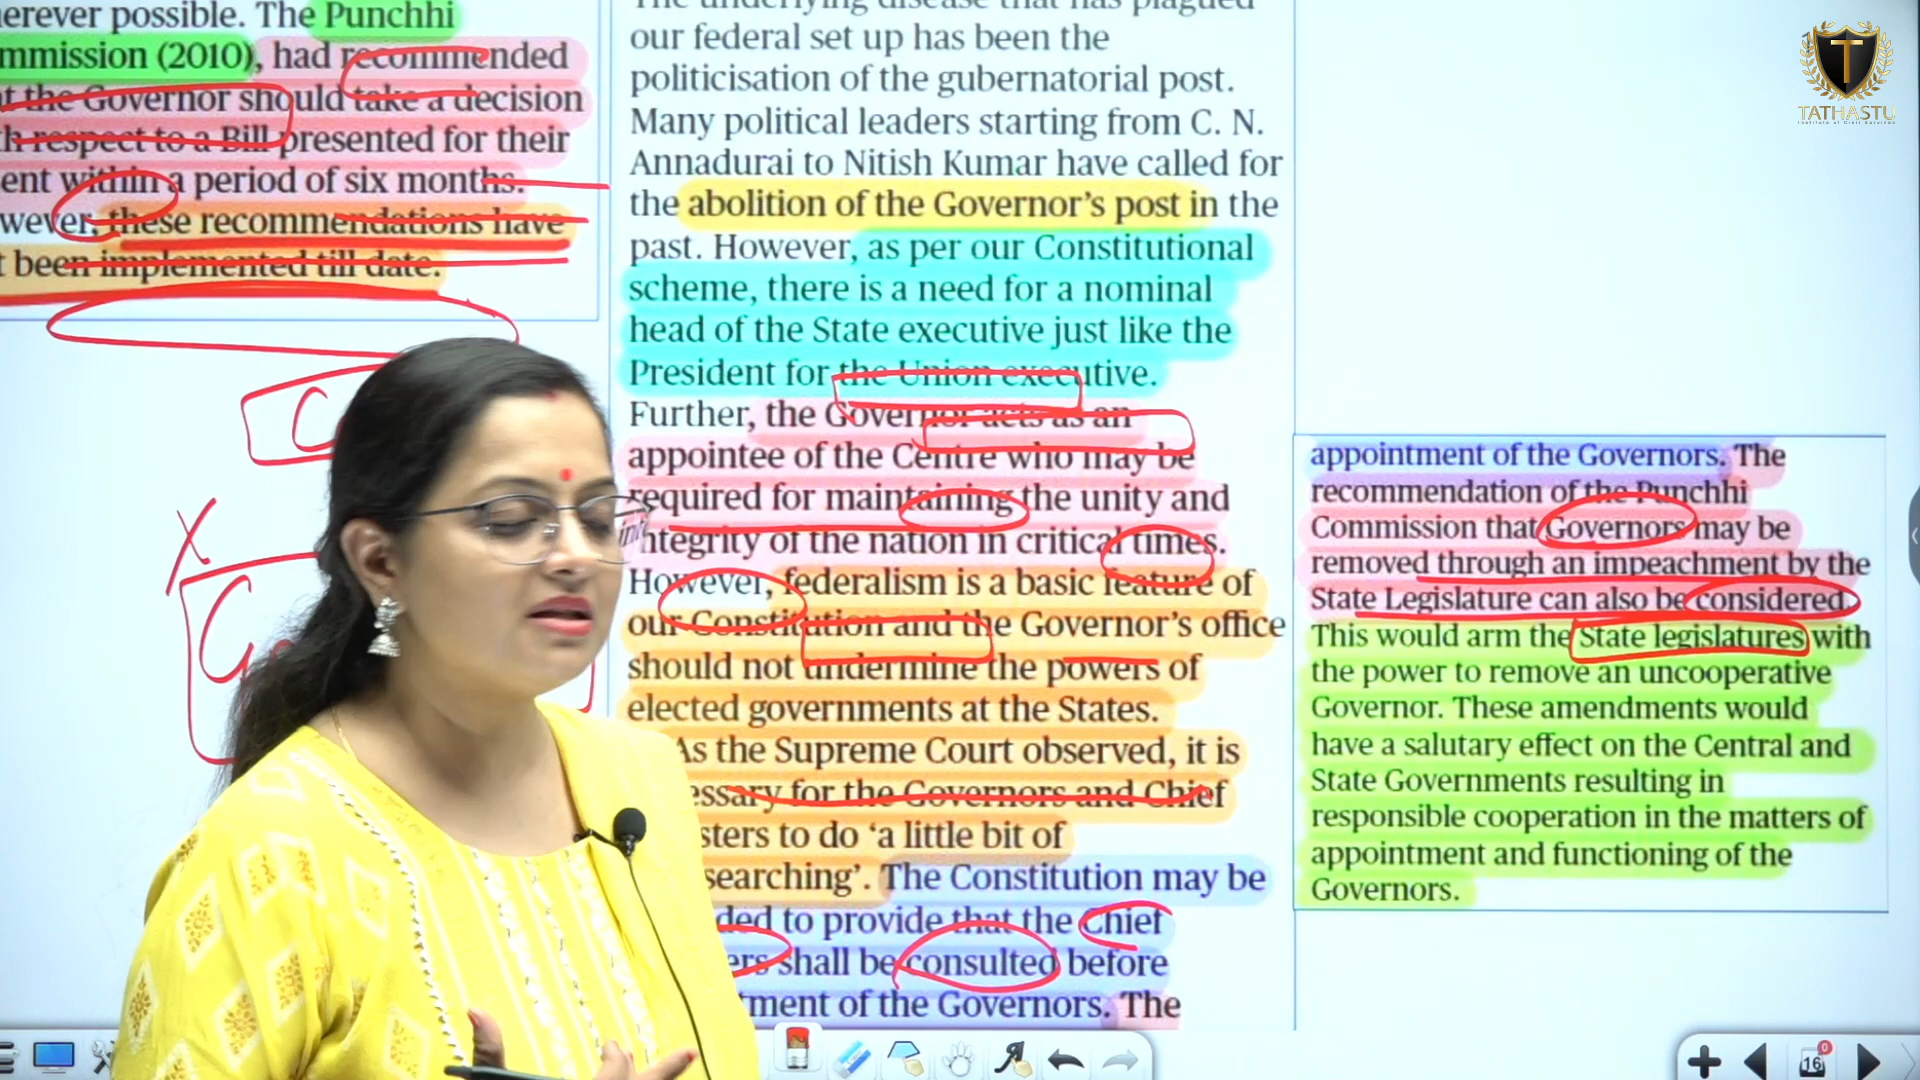 erever possible. The Punchhi
mmission (2010), had recommended
t the Governor should take a decision
h respect to a Bill presented for their
ent within a period of six months.
wever, these recommendations have
t been implemented till date.
C
X
our federal set up has been the
politicisation of the gubernatorial post.
Many political leaders starting from C. N.
Annadurai to Nitish Kumar have called for
the abolition of the Governor's post in the
past. However, as per our Constitutional
scheme, there is a need for a nominal
head of the State executive just like the
President for the Union executive.
Further, the Governor acts as an
appointee of the Centre who may be
required for maintaining the unity and
integrity of the nation in critical times.
However, federalism is a basic feature of
our Constitution and the Governor's office
should not undermine the powers of
elected governments at the States.
As the Supreme Court observed, it is
essary for the Governors and Chief
sters to do 'a little bit of
searching'. The Constitution may be
ded to provide that the Chief
ers shall be consulted before
tment of the Governors. The
appointment of the Governors. The
recommendation of the Punchhi
Commission that Governors may be
removed through an impeachment by the
State Legislature can also be considered.
This would arm the State legislatures with
the power to remove an uncooperative
Governor. These amendments would
have a salutary effect on the Central and
State Governments resulting in
responsible cooperation in the matters of
appointment and functioning of the
Governors.
T
TATHASTU
Institute of Civil Services
16
0